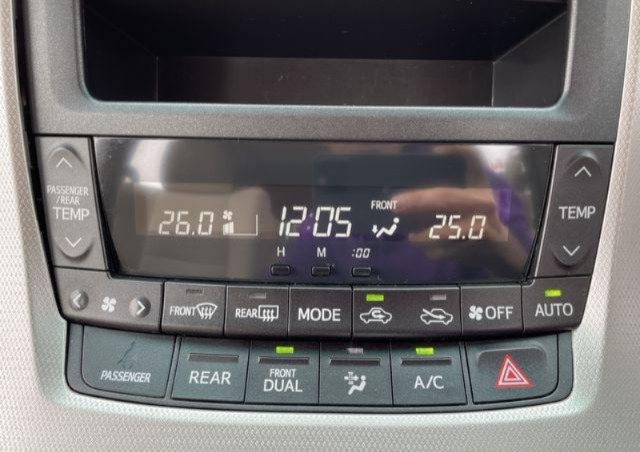 PASSENGER
/REAR
TEMP
26.0
12:05
FRONT
25.0
TEMP
H M :00
FRONT
REAR
MODE
OFF
AUTO
PASSENGER
REAR
FRONT
DUAL
A/C